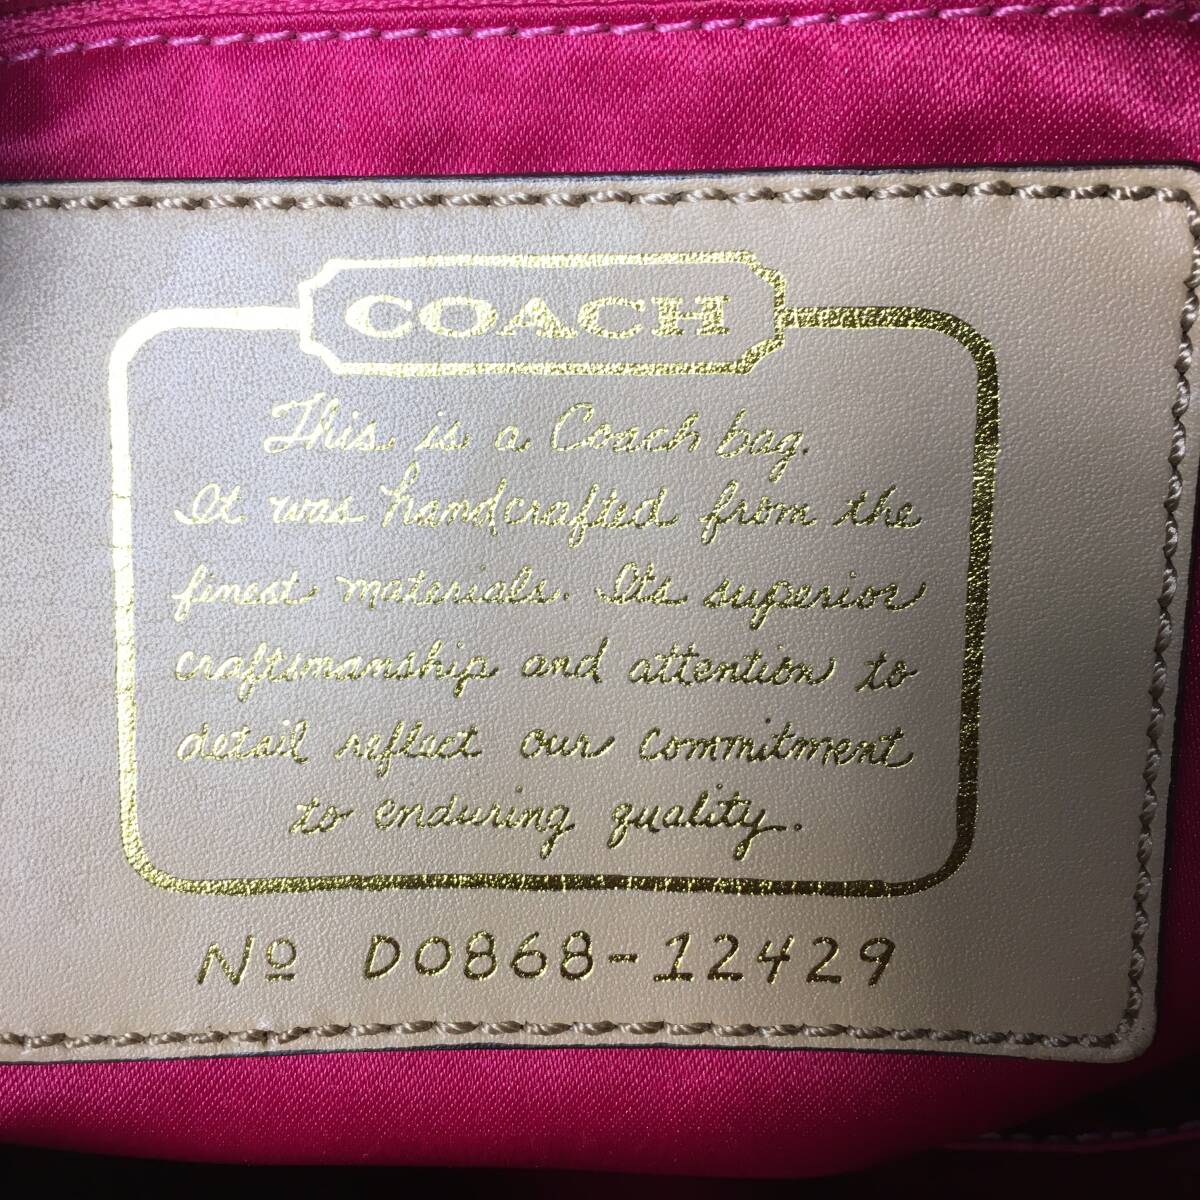 COACH
This is a Coach bag.
It was handcrafted from the
finest materials. Its superior
craftsmanship and attention to
detail reflect our commitment
to enduring quality.
Nº D0868-12429